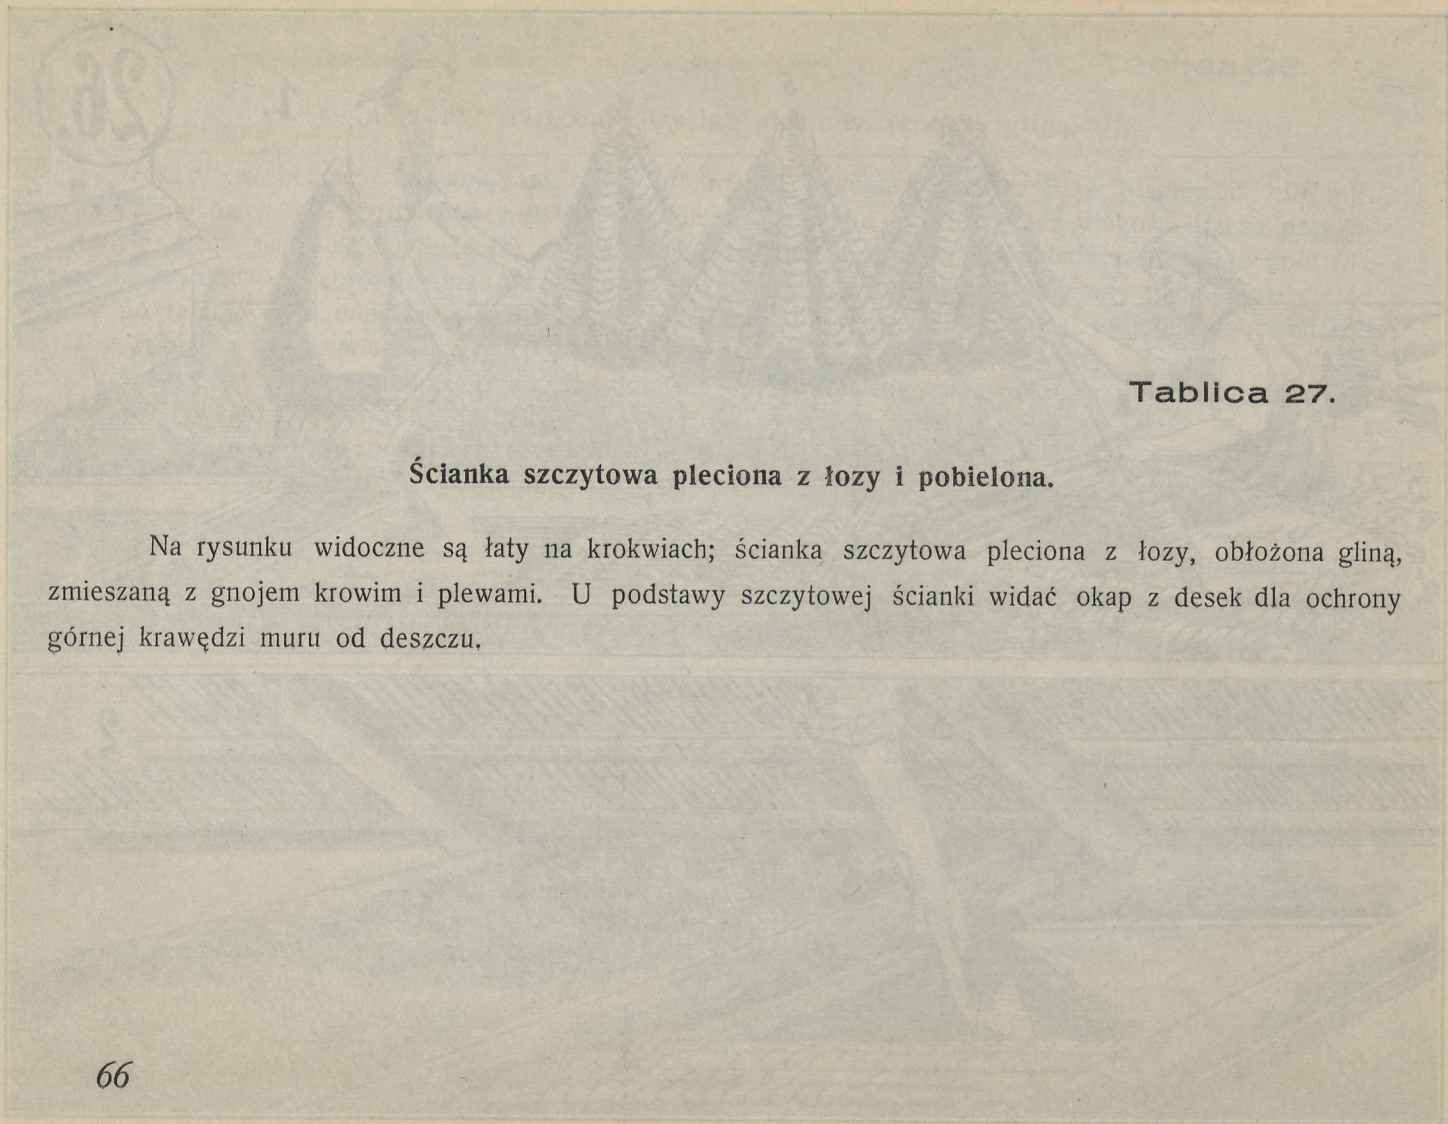 Tablica 27.
Ścianka szczytowa pleciona z łozy i pobielona.
Na rysunku widoczne są łaty na krokwiach; ścianka szczytowa pleciona z łozy, obłożona gliną,
zmieszaną z gnojem krowim i plewami. U podstawy szczytowej ścianki widać okap z desek dla ochrony
górnej krawędzi muru od deszczu,
66